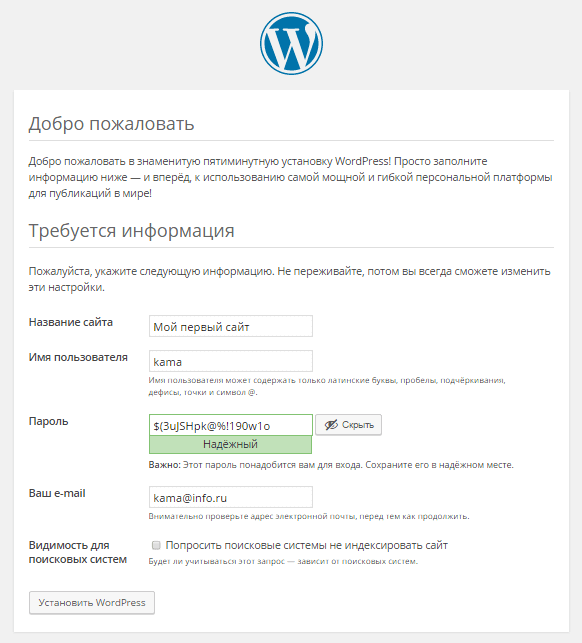 Добро пожаловать
Добро пожаловать в знаменитую пятиминутную установку WordPress! Просто заполните
информацию ниже — и вперёд, к использованию самой мощной и гибкой персональной платформы
для публикаций в мире!
Требуется информация
Пожалуйста, укажите следующую информацию. Не переживайте, потом вы всегда сможете изменить
эти настройки.
Название сайта
Мой первый сайт
Имя пользователя
kama
Имя пользователя может содержать только латинские буквы, пробелы, подчёркивания,
дефисы, точки и символ @.
Пароль
$(3uJSHpk@%!190w1o
Скрыть
Надёжный
Важно: Этот пароль понадобится вам для входа. Сохраните его в надёжном месте.
Ваш e-mail
kama@info.ru
Внимательно проверьте адрес электронной почты, перед тем как продолжить.
Видимость для
поисковых систем
Попросить поисковые системы не индексировать сайт
Будет ли учитываться этот запрос — зависит от поисковых систем.
Установить WordPress